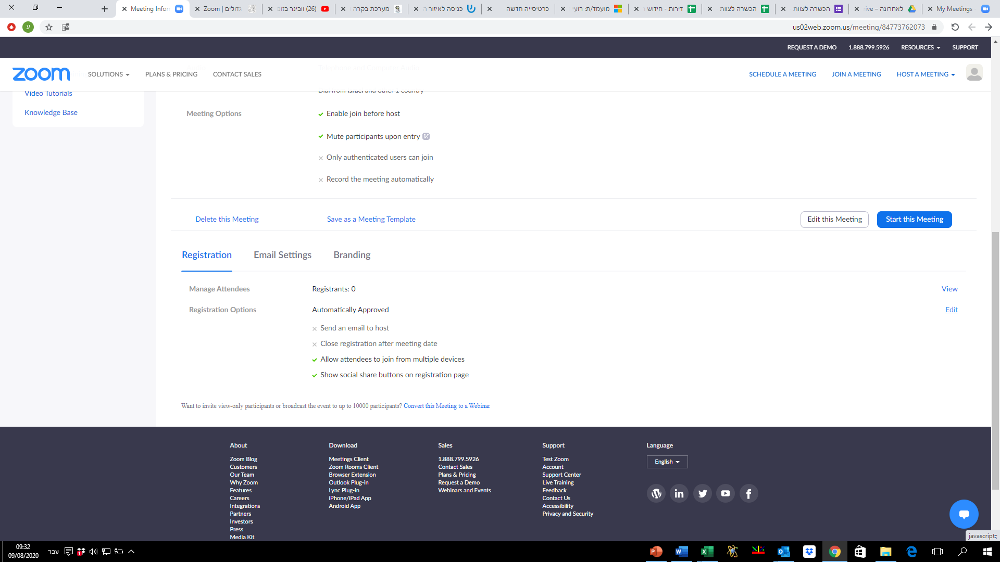 Meeting Infor
Zoom | גדולים
(26) וובינר בזום
מערכת בקרה
כניסה לאיזור
כרטיסייה חדשה
מועמד/ת: רועי
דירות - חידוש
הכשרה לצוות
הכשרה לצוות
לאחרונה –
My Meetings -
us02web.zoom.us/meeting/84773762073
REQUEST A DEMO 1.888.799.5926 RESOURCES SUPPORT
zoom SOLUTIONS PLANS & PRICING CONTACT SALES SCHEDULE A MEETING JOIN A MEETING HOST A MEETING
Telephone and Computer Audio
Dial from Israel and other 1 country
Video Tutorials
Knowledge Base
Meeting Options
Enable join before host
Mute participants upon entry
Only authenticated users can join
Record the meeting automatically
Delete this Meeting Save as a Meeting Template Edit this Meeting Start this Meeting
Registration Email Settings Branding
Manage Attendees Registrants: 0 View
Registration Options Automatically Approved Edit
Send an email to host
Close registration after meeting date
Allow attendees to join from multiple devices
Show social share buttons on registration page
Want to invite view-only participants or broadcast the event to up to 10000 participants? Convert this Meeting to a Webinar
About
Zoom Blog
Customers
Our Team
Why Zoom
Features
Careers
Integrations
Partners
Investors
Press
Media Kit
Download
Meetings Client
Zoom Rooms Client
Browser Extension
Outlook Plug-in
Lync Plug-in
iPhone/iPad App
Android App
Sales
1.888.799.5926
Contact Sales
Plans & Pricing
Request a Demo
Webinars and Events
Support
Test Zoom
Account
Support Center
Live Training
Feedback
Contact Us
Accessibility
Privacy and Security
Language
English
javascript:;
09:32
09/08/2020
עבר